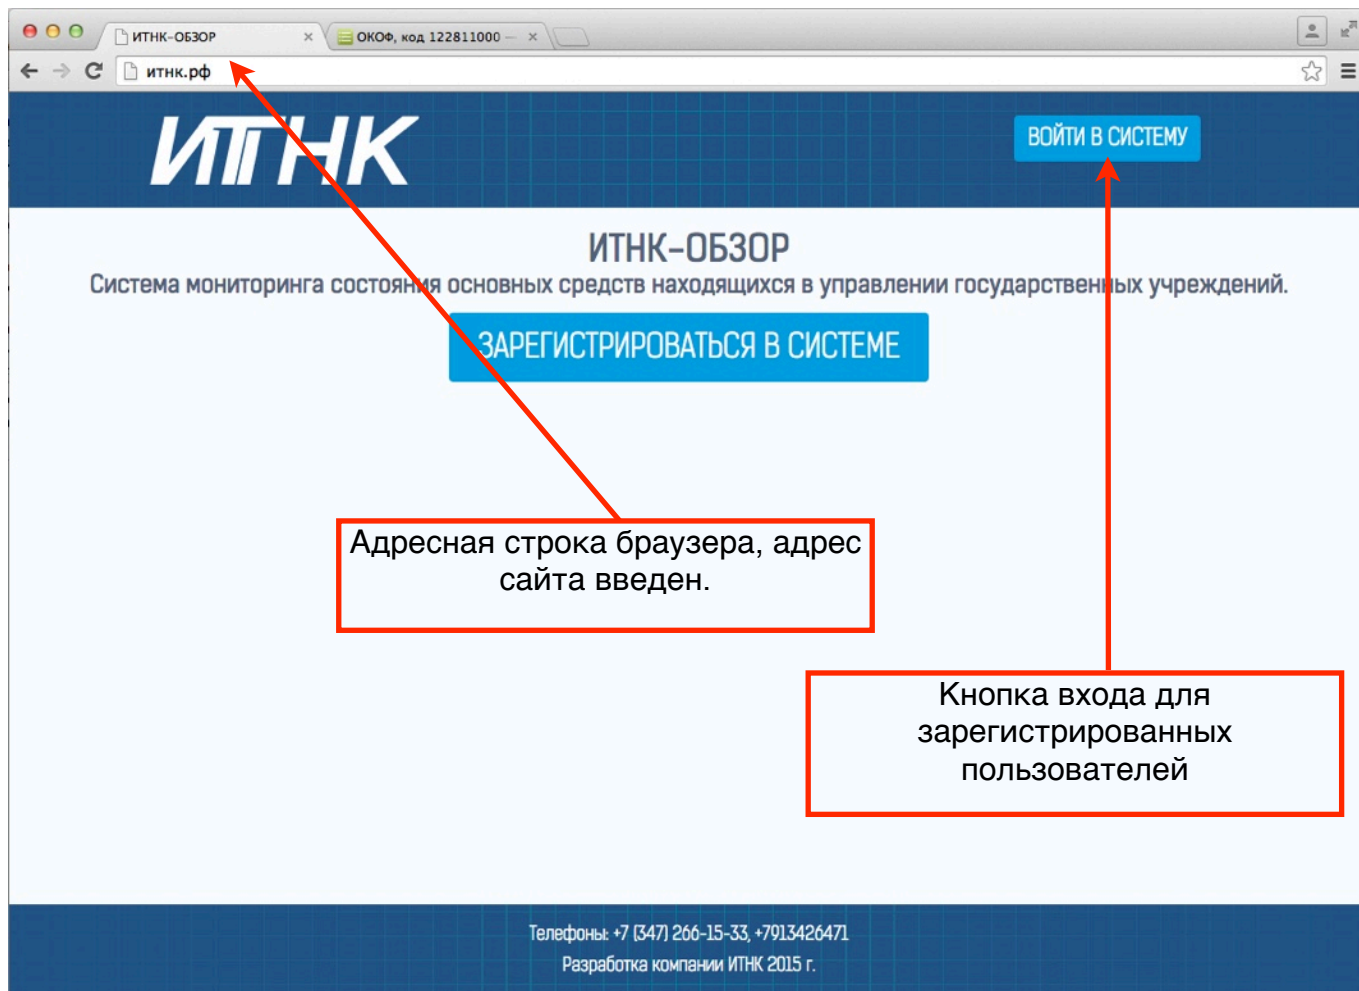 ИТНК-ОБЗОР
ОКОФ, код 122811000 —
итнк.рф
ИТНК
ВОЙТИ В СИСТЕМУ
ИТНК-ОБЗОР
Система мониторинга состояния основных средств находящихся в управлении государственных учреждений.
ЗАРЕГИСТРИРОВАТЬСЯ В СИСТЕМЕ
Адресная строка браузера, адрес
сайта введен.
Кнопка входа для
зарегистрированных
пользователей
Телефоны: +7 (347) 266-15-33, +7913426471
Разработка компании ИТНК 2015 г.